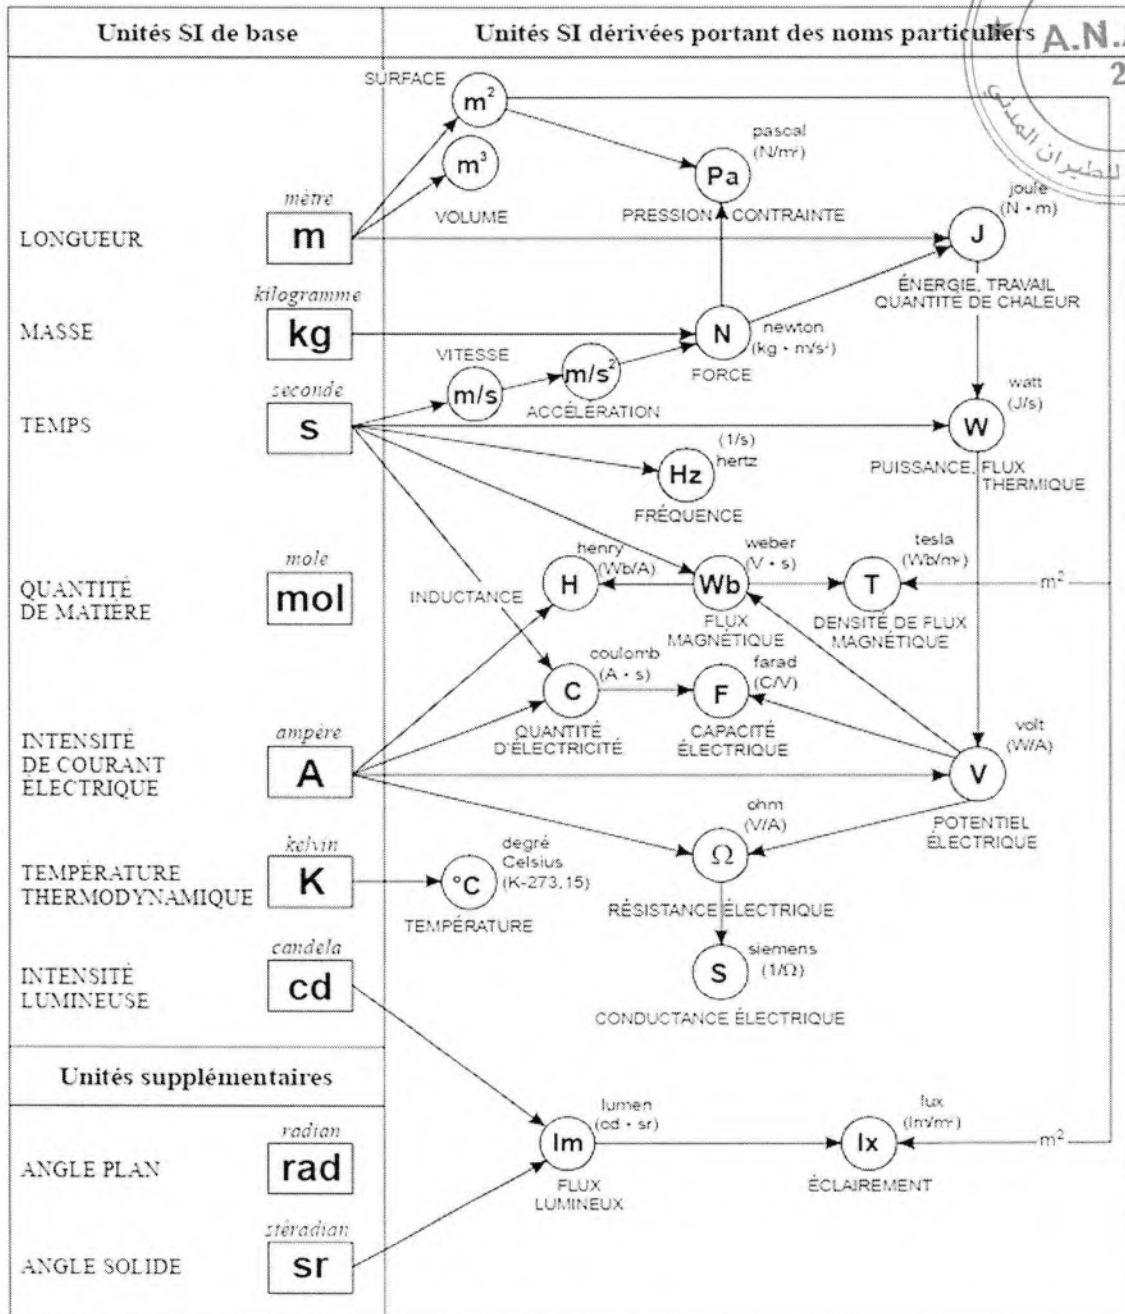 Unités SI de base
Unités SI dérivées portant des noms particuliers
A.N.
للطيران المدني
SURFACE
m²
m³
VOLUME
pascal
(N/m²)
Pa
PRESSION CONTRAINTE
joule
(N • m)
J
ÉNERGIE, TRAVAIL
QUANTITÉ DE CHALEUR
LONGUEUR
mètre
m
MASSE
kilogramme
kg
N
newton
(kg • m/s²)
FORCE
VITESSE
m/s
m/s²
ACCÉLÉRATION
TEMPS
seconde
s
watt
(J/s)
W
PUISSANCE, FLUX
THERMIQUE
(1/s)
hertz
Hz
FRÉQUENCE
QUANTITÉ
DE MATIÈRE
mole
mol
INDUCTANCE
henry
(Wb/A)
H
weber
(V • s)
Wb
FLUX
MAGNÉTIQUE
tesla
(Wb/m²)
T
DENSITÉ DE FLUX
MAGNÉTIQUE
m²
coulomb
(A • s)
C
QUANTITÉ
D'ÉLECTRICITÉ
farad
(C/V)
F
CAPACITÉ
ÉLECTRIQUE
INTENSITÉ
DE COURANT
ÉLECTRIQUE
ampère
A
volt
(W/A)
V
POTENTIEL
ÉLECTRIQUE
ohm
(V/A)
Ω
RÉSISTANCE ÉLECTRIQUE
TEMPÉRATURE
THERMODYNAMIQUE
kelvin
K
°C
degré
Celsius
(K-273,15)
TEMPÉRATURE
siemens
(1/Ω)
S
CONDUCTANCE ÉLECTRIQUE
INTENSITÉ
LUMINEUSE
candela
cd
Unités supplémentaires
ANGLE PLAN
radian
rad
lumen
(cd • sr)
lm
FLUX
LUMINEUX
lux
(lm/m²)
lx
ÉCLAIREMENT
m²
ANGLE SOLIDE
stéradian
sr